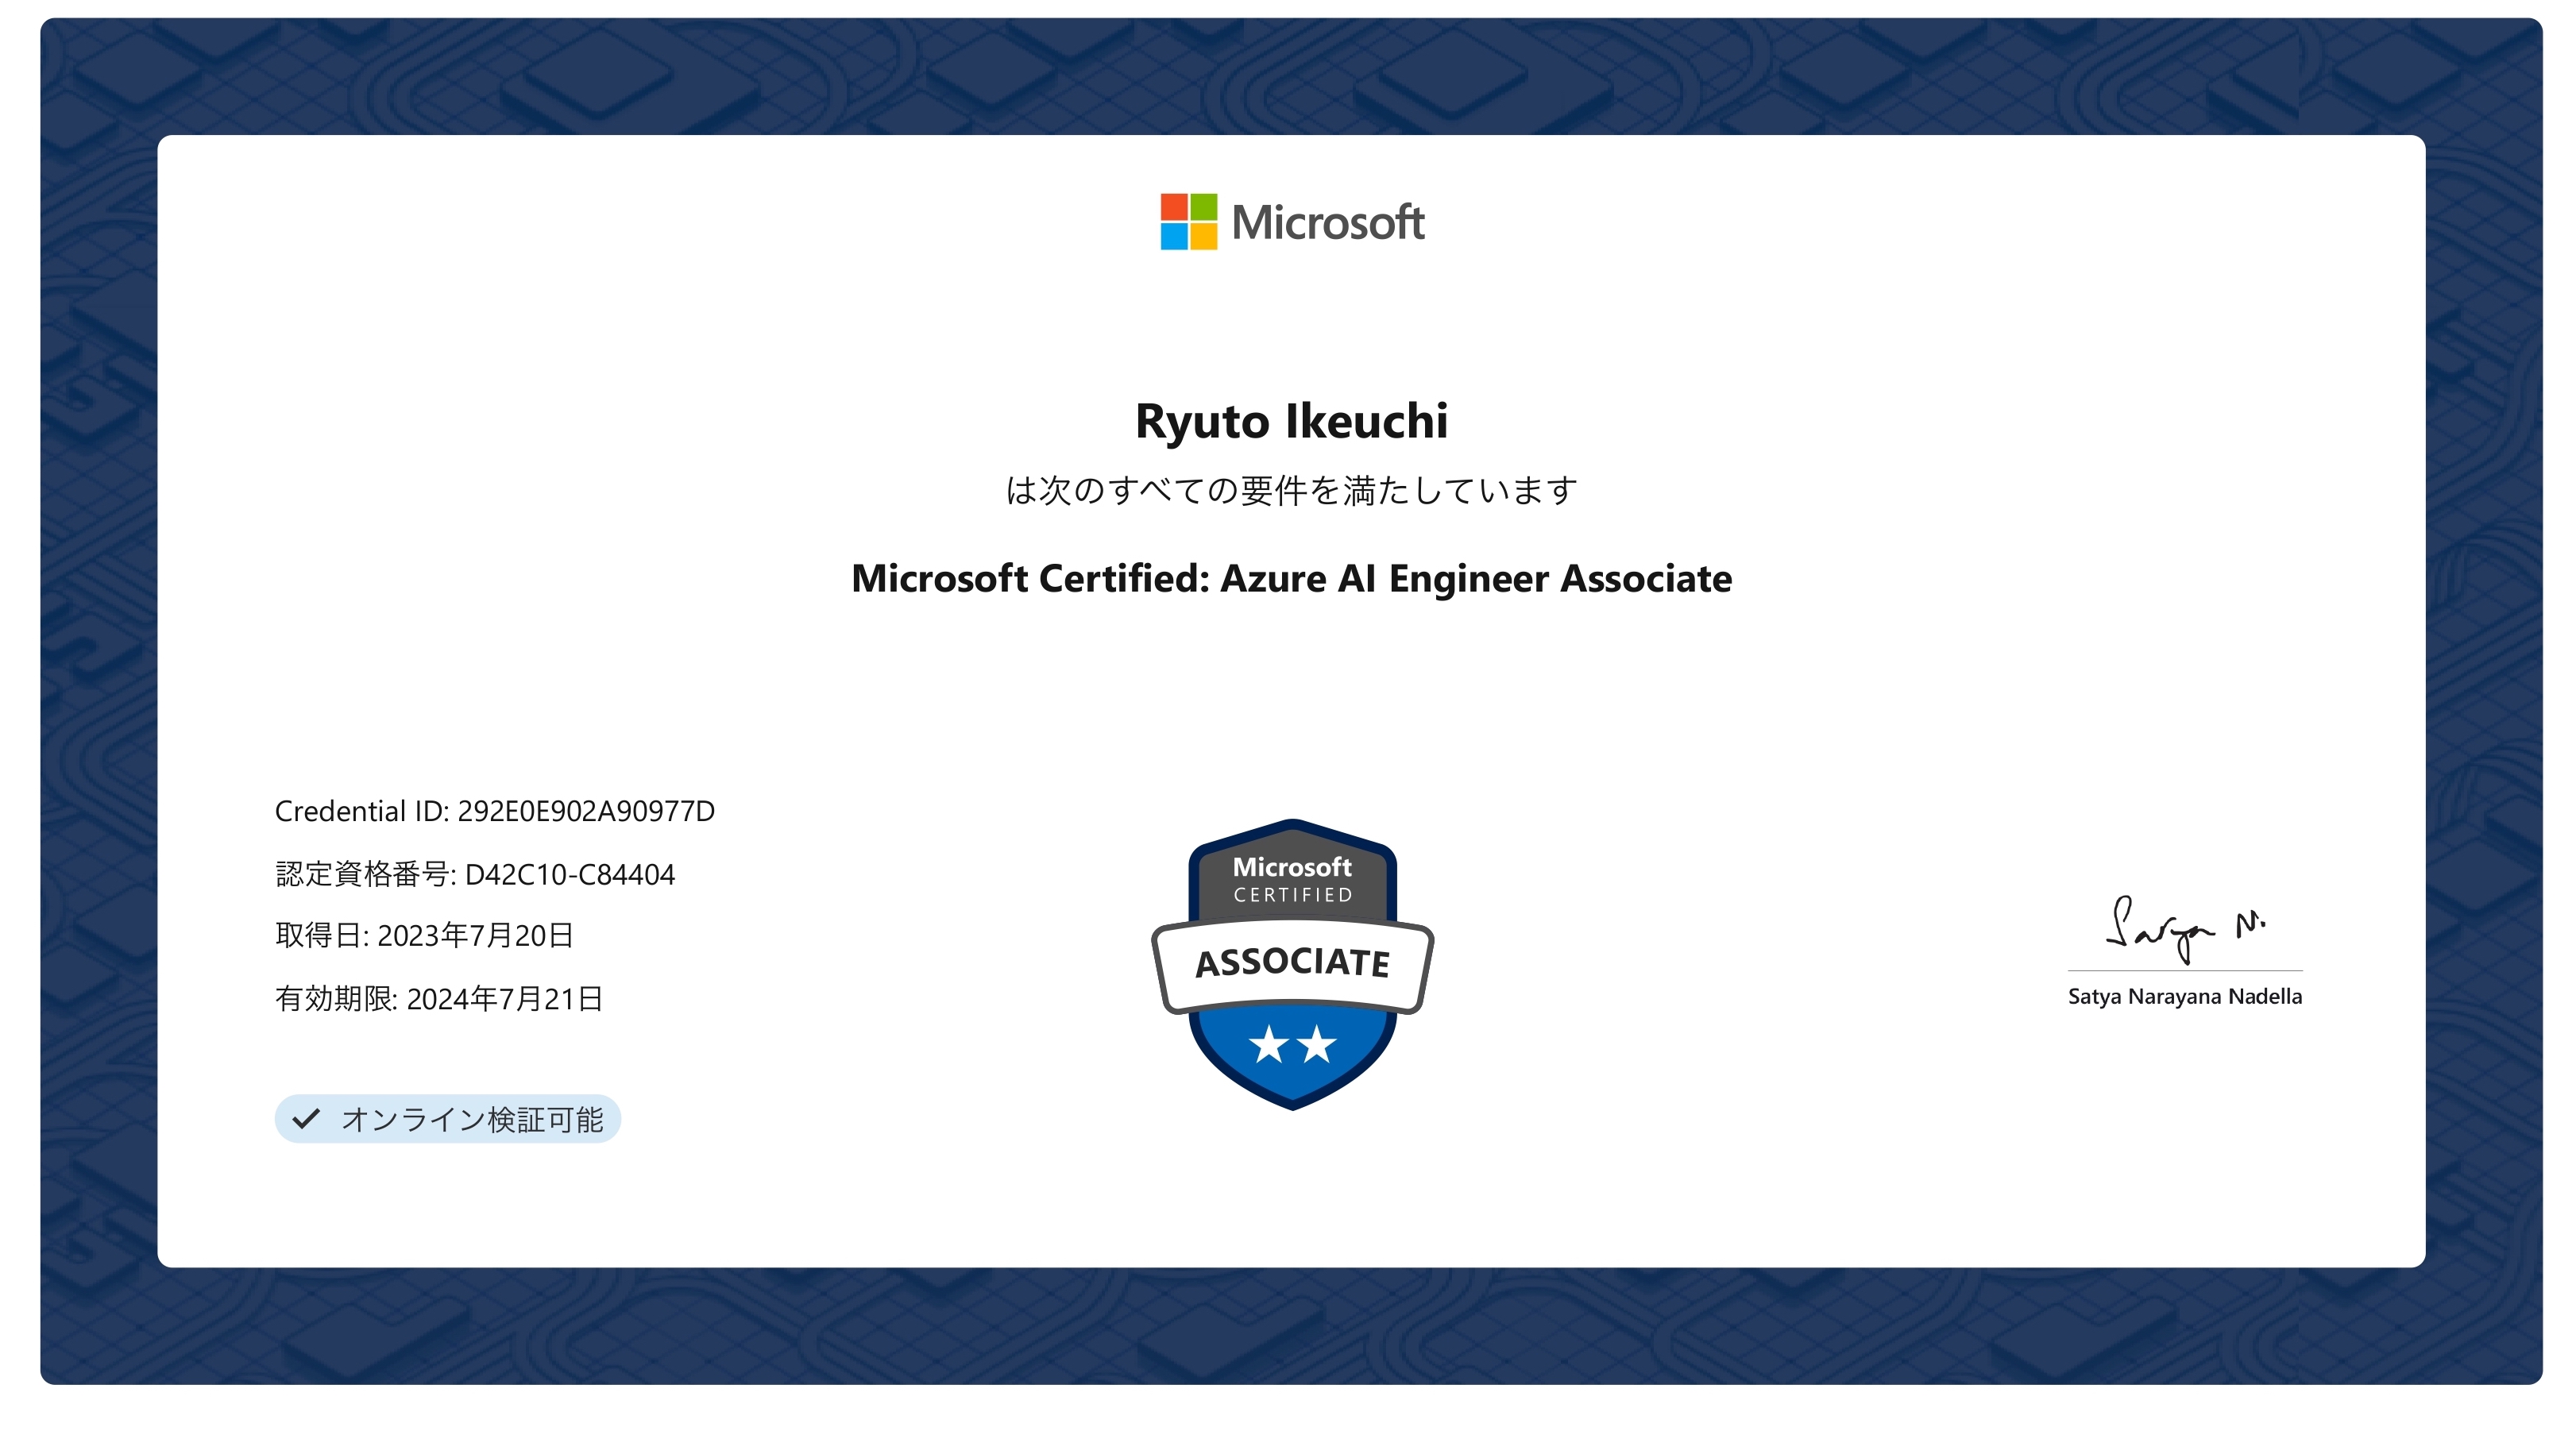 Microsoft
Ryuto Ikeuchi
は次のすべての要件を満たしています
Microsoft Certified: Azure AI Engineer Associate
Credential ID: 292E0E902A90977D
認定資格番号: D42C10-C84404
取得日: 2023年7月20日
有効期限: 2024年7月21日
オンライン検証可能
Microsoft
CERTIFIED
ASSOCIATE
Satya N.
Satya Narayana Nadella